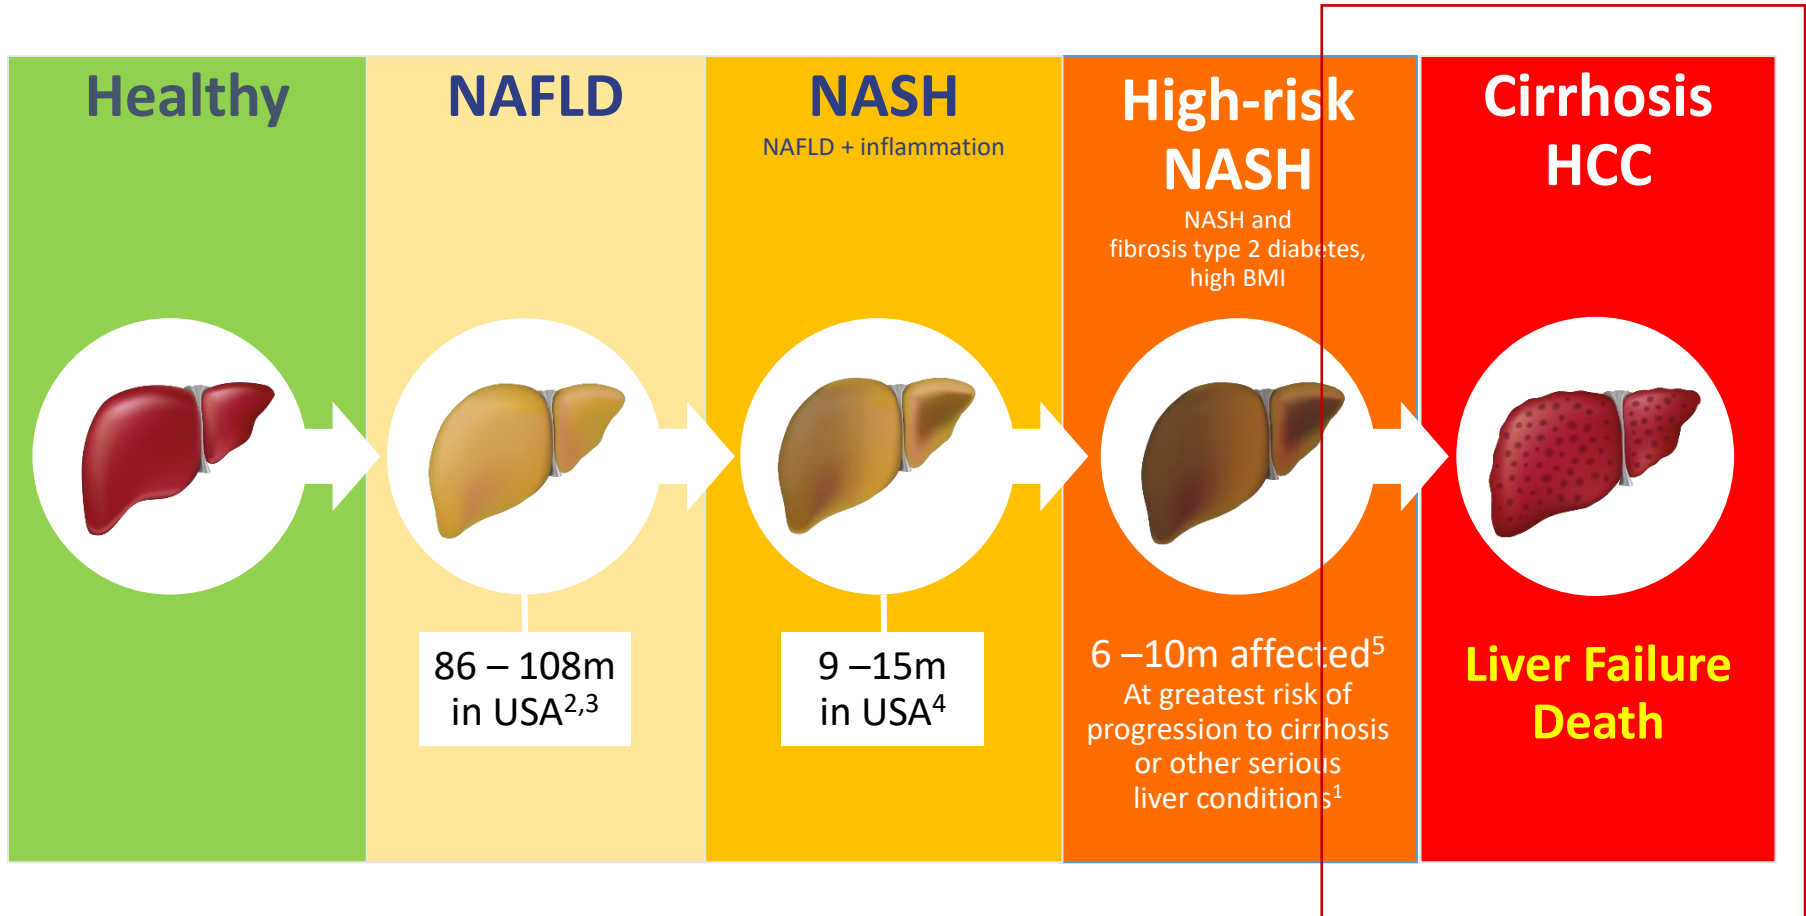 Healthy
NAFLD
86 – 108m
in USA2,3
NASH
NAFLD + inflammation
9 –15m
in USA4
High-risk
NASH
NASH and
fibrosis type 2 diabetes,
high BMI
6 –10m affected5
At greatest risk of
progression to cirrhosis
or other serious
liver conditions1
Cirrhosis
HCC
Liver Failure
Death